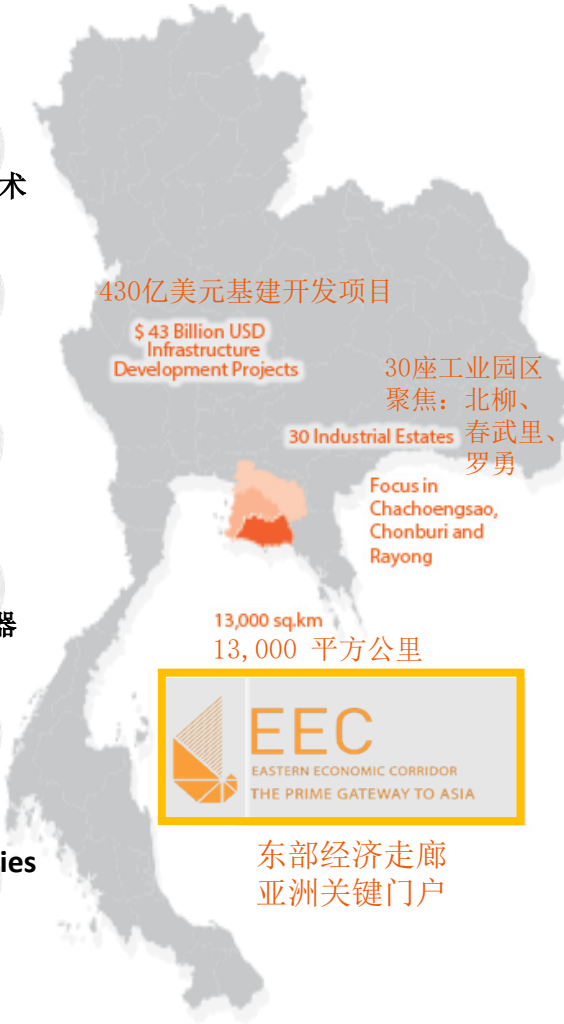 术
430亿美元基建开发项目
$ 43 Billion USD
Infrastructure
Development Projects
30座工业园区
聚焦：北柳、
春武里、
罗勇
30 Industrial Estates
Focus in
Chachoengsao,
Chonburi and
Rayong
13,000 sq.km
13,000 平方公里
器
EEC
EASTERN ECONOMIC CORRIDOR
THE PRIME GATEWAY TO ASIA
东部经济走廊
亚洲关键门户
ies